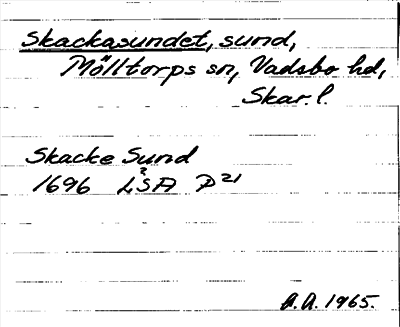 Skackasundet, sund,
Mölltorps sn, Vadsbo hd,
Skar. l.
Skacke Sund
1696 LSA P21
A.A. 1965.